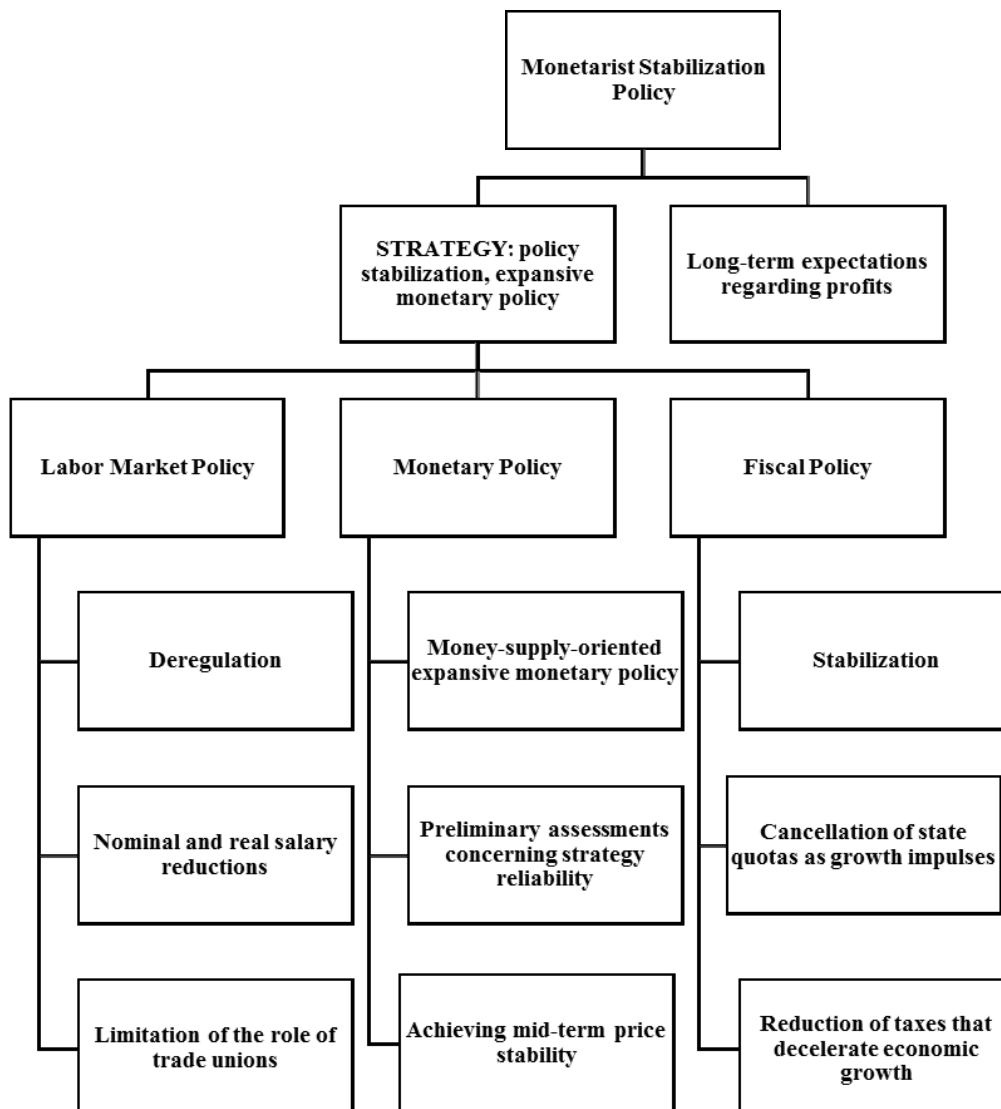 Monetarist Stabilization
Policy
STRATEGY: policy
stabilization, expansive
monetary policy
Long-term expectations
regarding profits
Labor Market Policy
Monetary Policy
Fiscal Policy
Deregulation
Money-supply-oriented
expansive monetary policy
Stabilization
Nominal and real salary
reductions
Preliminary assessments
concerning strategy
reliability
Cancellation of state
quotas as growth impulses
Limitation of the role of
trade unions
Achieving mid-term price
stability
Reduction of taxes that
decelerate economic
growth